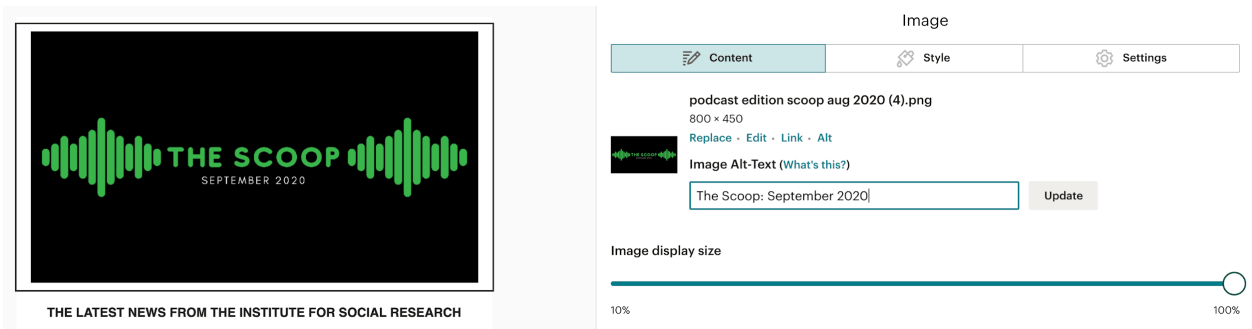 THE SCOOP
SEPTEMBER 2020
THE LATEST NEWS FROM THE INSTITUTE FOR SOCIAL RESEARCH
Image
Content Style Settings
podcast edition scoop aug 2020 (4).png
800 × 450
Replace • Edit • Link • Alt
THE SCOOP
Image Alt-Text (What's this?)
The Scoop: September 2020
Update
Image display size
10% 100%